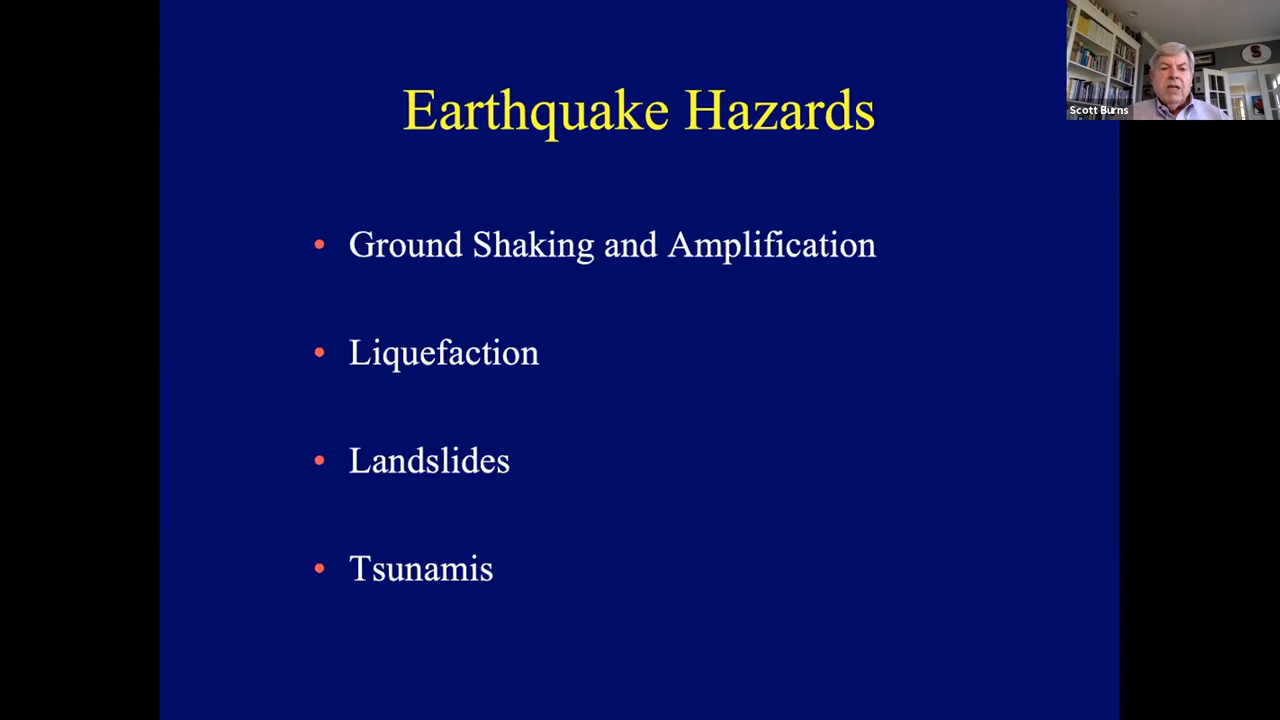 Earthquake Hazards
Scott Burns
• Ground Shaking and Amplification
• Liquefaction
• Landslides
• Tsunamis